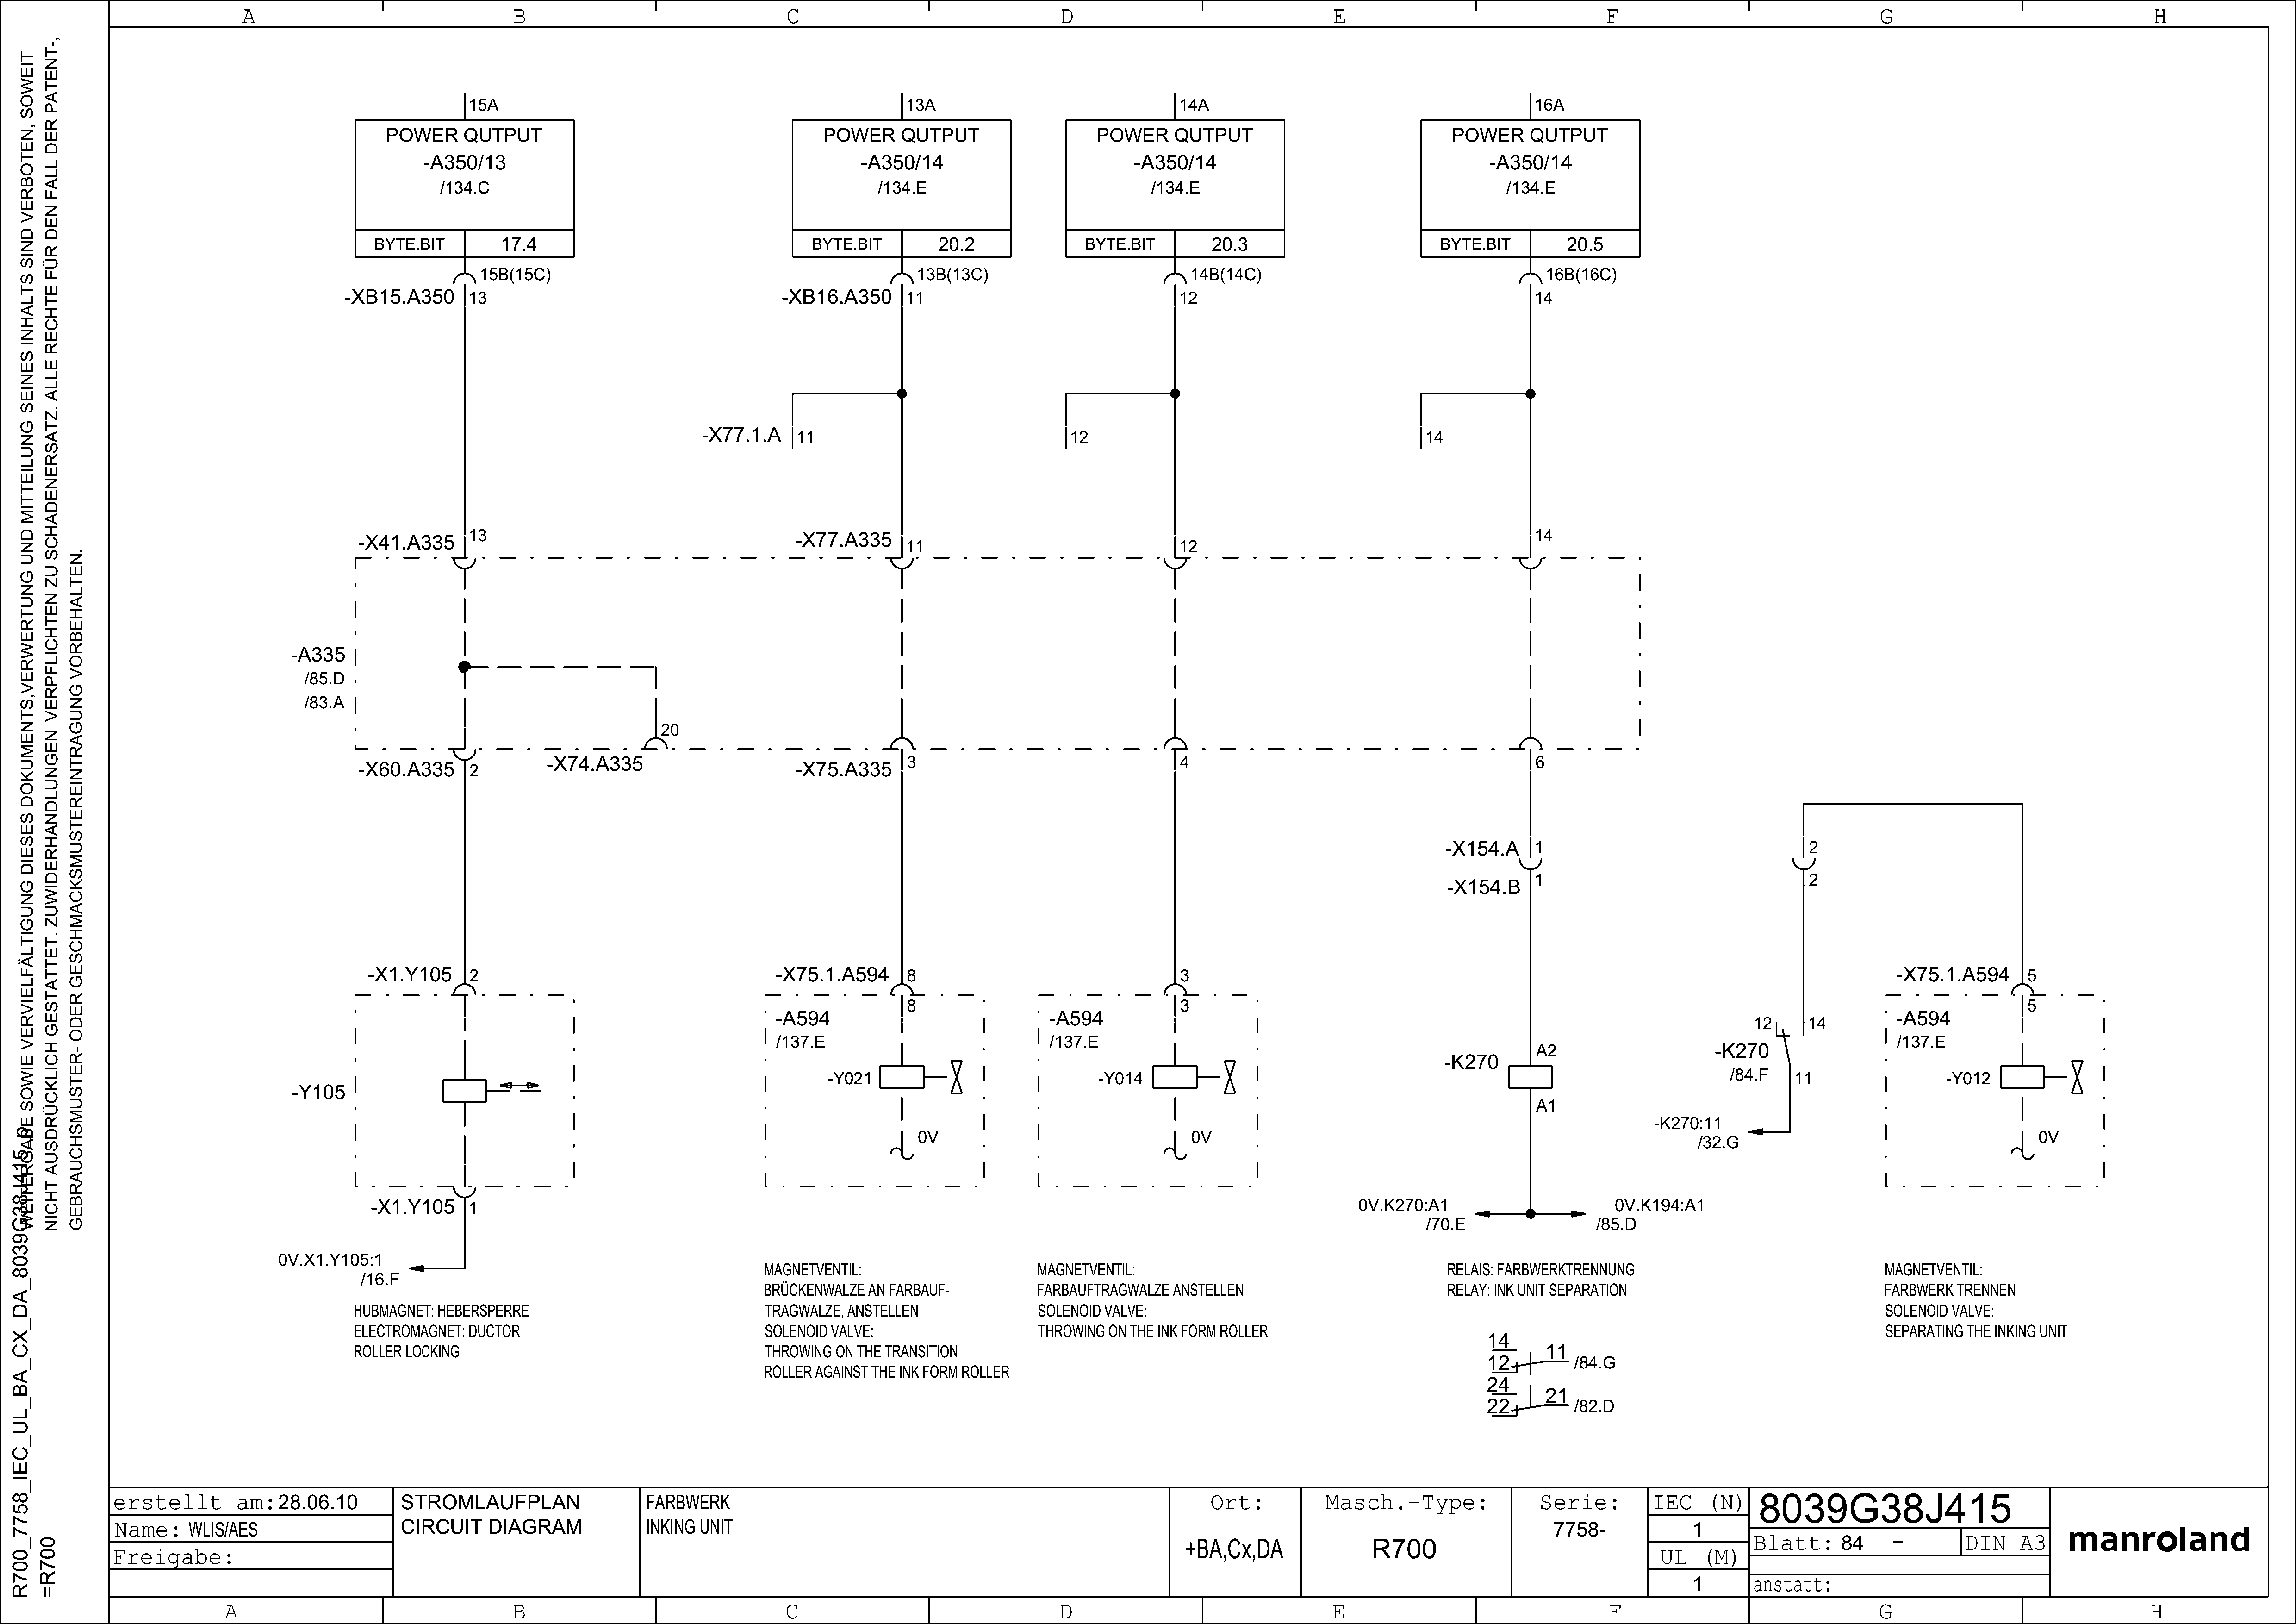 A B C D E F G H
WEITERGABE SOWIE VERVIELFÄLTIGUNG DIESES DOKUMENTS,VERWERTUNG UND MITTEILUNG SEINES INHALTS SIND VERBOTEN, SOWEIT
NICHT AUSDRÜCKLICH GESTATTET. ZUWIDERHANDLUNGEN VERPFLICHTEN ZU SCHADENERSATZ. ALLE RECHTE FÜR DEN FALL DER PATENT-,
GEBRAUCHSMUSTER- ODER GESCHMACKSMUSTEREINTRAGUNG VORBEHALTEN.
=R700
15A
POWER QUTPUT
-A350/13
/134.C
BYTE.BIT 17.4
15B(15C)
-XB15.A350 13
13A
POWER QUTPUT
-A350/14
/134.E
BYTE.BIT 20.2
13B(13C)
-XB16.A350 11
14A
POWER QUTPUT
-A350/14
/134.E
BYTE.BIT 20.3
14B(14C)
12
16A
POWER QUTPUT
-A350/14
/134.E
BYTE.BIT 20.5
16B(16C)
14
-X77.1.A 11
12
14
-X41.A335 13
-X77.A335 11
12
14
-A335
/85.D
/83.A
20
-X60.A335 2
-X74.A335
-X75.A335 3
4
6
-X154.A 1
-X154.B 1
2
2
-X1.Y105 2
-X75.1.A594 8
8
3
3
-X75.1.A594 5
5
-Y105
-A594
/137.E
-Y021
0V
-A594
/137.E
-Y014
0V
-K270
A2
A1
12 14
-K270
/84.F
11
-K270:11
/32.G
-A594
/137.E
-Y012
0V
-X1.Y105 1
0V.X1.Y105:1
/16.F
0V.K270:A1
/70.E
0V.K194:A1
/85.D
HUBMAGNET: HEBERSPERRE
ELECTROMAGNET: DUCTOR
ROLLER LOCKING
MAGNETVENTIL:
BRÜCKENWALZE AN FARBAUF-
TRAGWALZE, ANSTELLEN
SOLENOID VALVE:
THROWING ON THE TRANSITION
ROLLER AGAINST THE INK FORM ROLLER
MAGNETVENTIL:
FARBAUFTRAGWALZE ANSTELLEN
SOLENOID VALVE:
THROWING ON THE INK FORM ROLLER
RELAIS: FARBWERKTRENNUNG
RELAY: INK UNIT SEPARATION
14
12 11 /84.G
24
22 21 /82.D
MAGNETVENTIL:
FARBWERK TRENNEN
SOLENOID VALVE:
SEPARATING THE INKING UNIT
erstellt am: 28.06.10
Name: WLIS/AES
Freigabe:
STROMLAUFPLAN
CIRCUIT DIAGRAM
FARBWERK
INKING UNIT
Ort:
+BA,Cx,DA
Masch.-Type:
R700
Serie:
7758-
IEC (N)
1
UL (M)
1
8039G38J415
Blatt: 84 -
DIN A3
anstatt:
manroland
A B C D E F G H